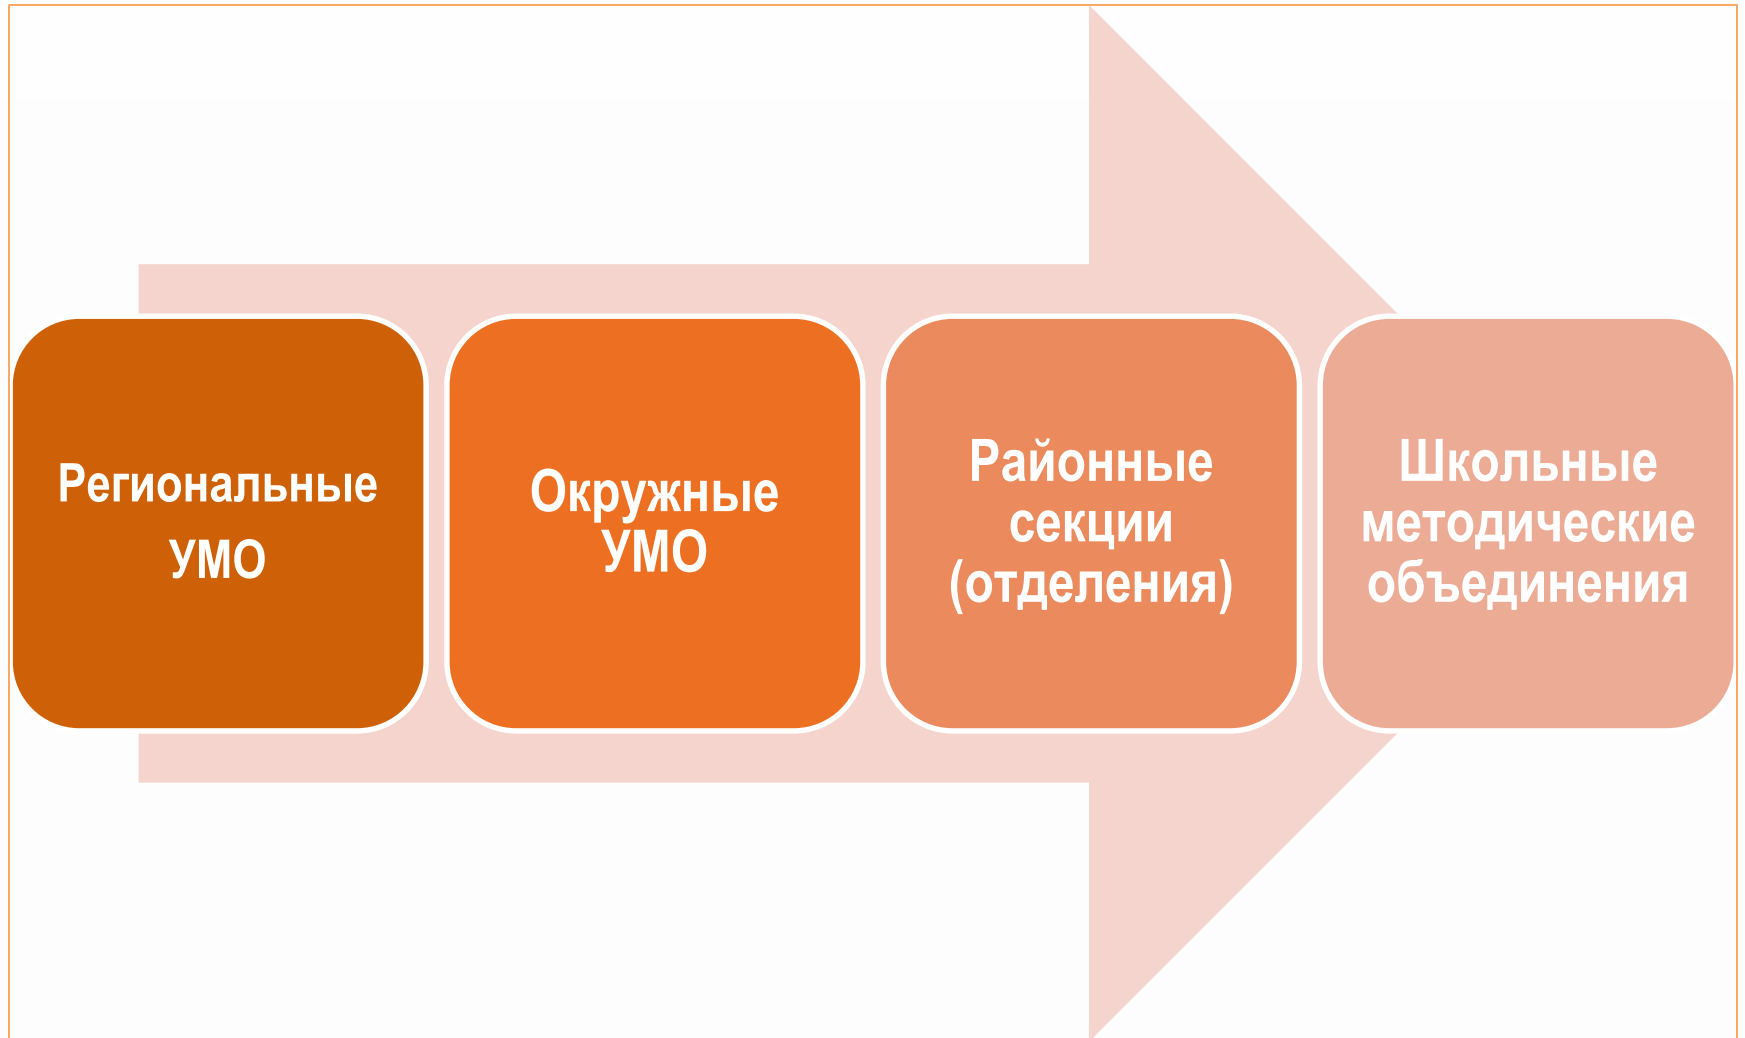 Региональные
УМО
Окружные
УМО
Районные
секции
(отделения)
Школьные
методические
объединения